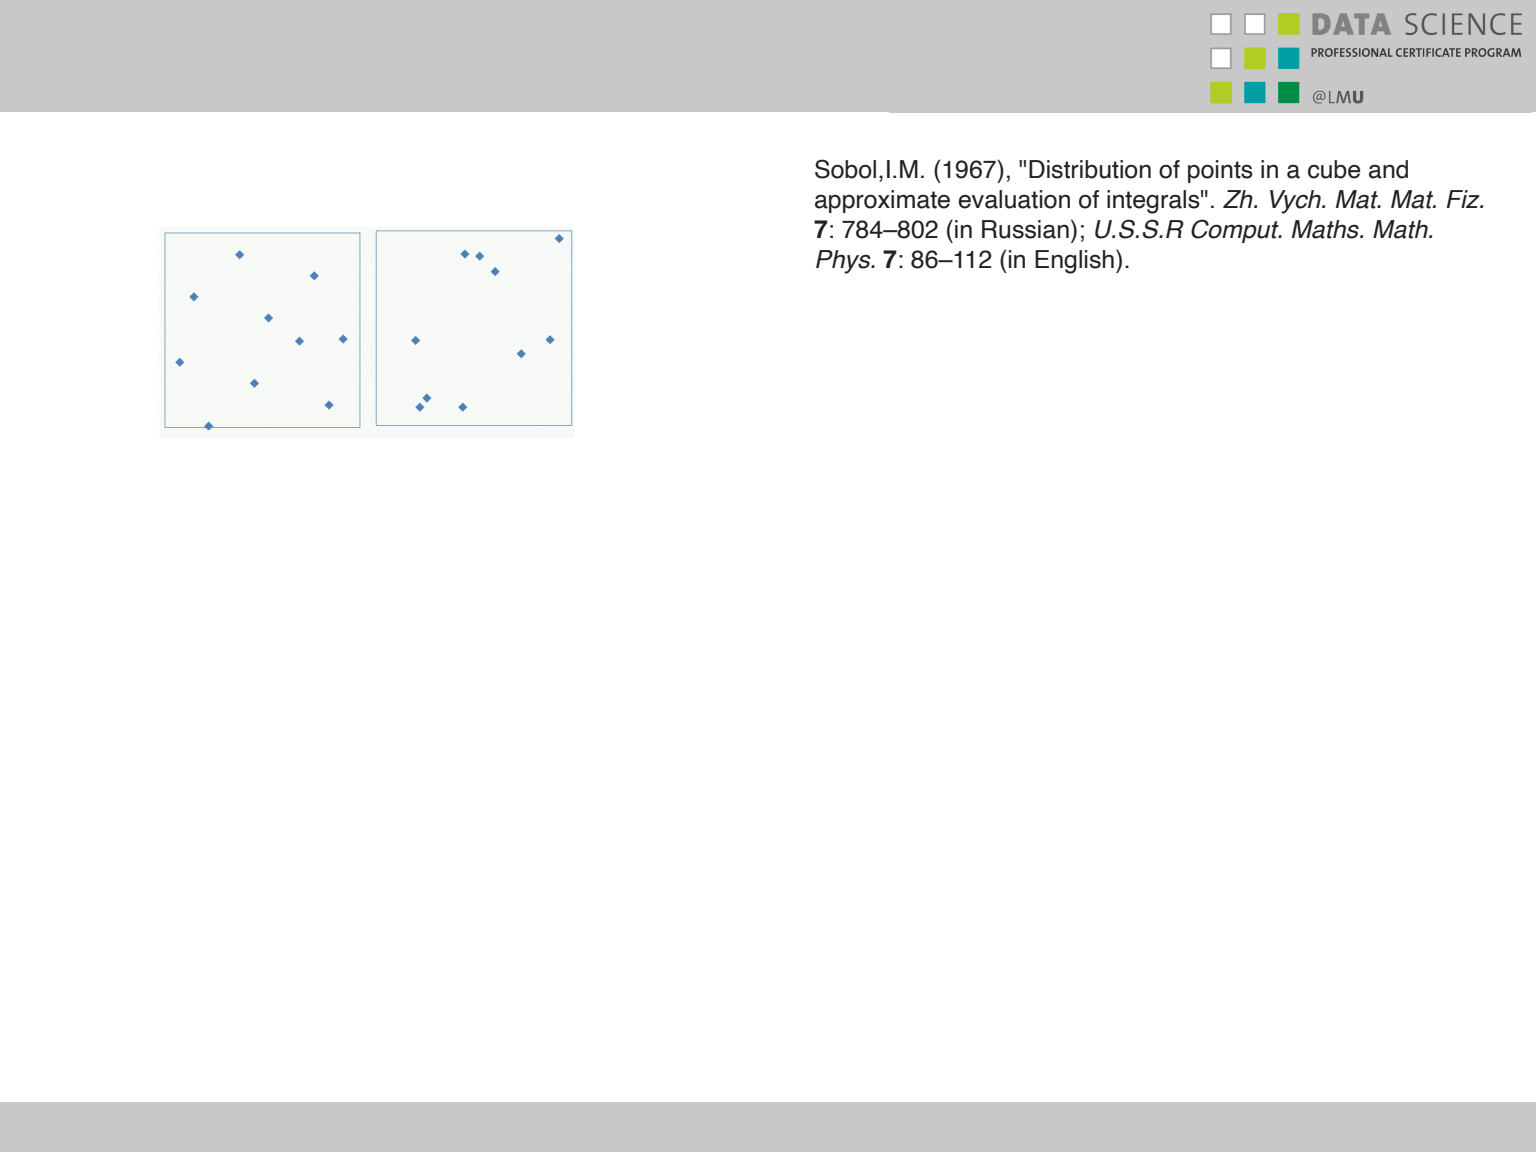 DATA SCIENCE
PROFESSIONAL CERTIFICATE PROGRAM
@LMU
Sobol,I.M. (1967), "Distribution of points in a cube and
approximate evaluation of integrals". Zh. Vych. Mat. Mat. Fiz.
7: 784–802 (in Russian); U.S.S.R Comput. Maths. Math.
Phys. 7: 86–112 (in English).